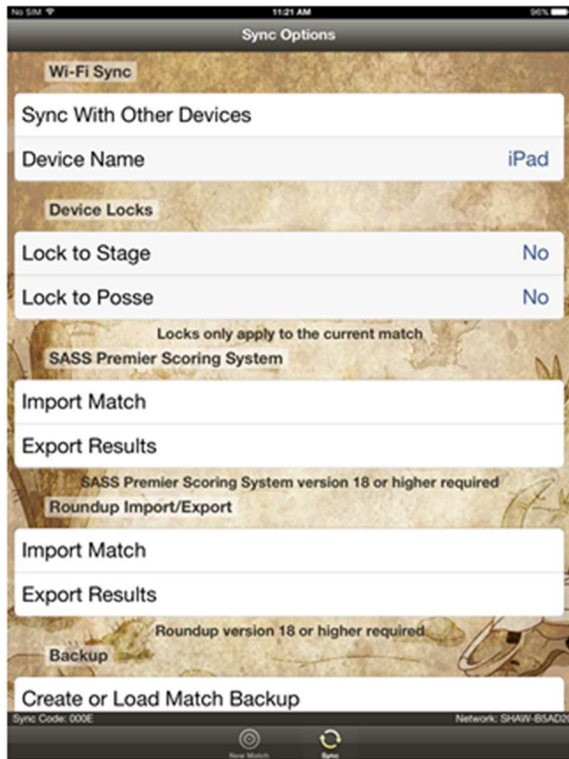 No SIM 11:21 AM 96%
Sync Options
Wi-Fi Sync
Sync With Other Devices
Device Name iPad
Device Locks
Lock to Stage No
Lock to Posse No
Locks only apply to the current match
SASS Premier Scoring System
Import Match
Export Results
SASS Premier Scoring System version 18 or higher required
Roundup Import/Export
Import Match
Export Results
Roundup version 18 or higher required
Backup
Create or Load Match Backup
Sync Code: 000E Network: SHAW-B5AD20
New Match Sync